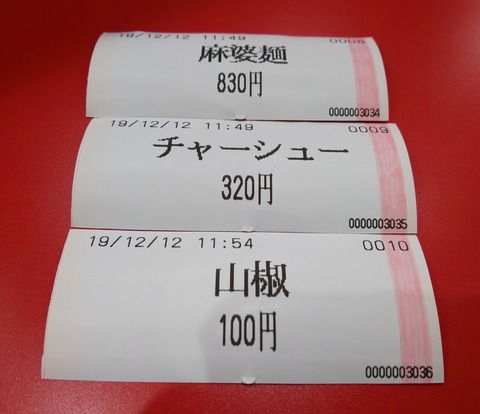 19/12/12 11:49 0008
麻婆麺
830円
0000003034
19/12/12 11:49 0009
チャーシュー
320円
0000003035
19/12/12 11:54 0010
山椒
100円
0000003036